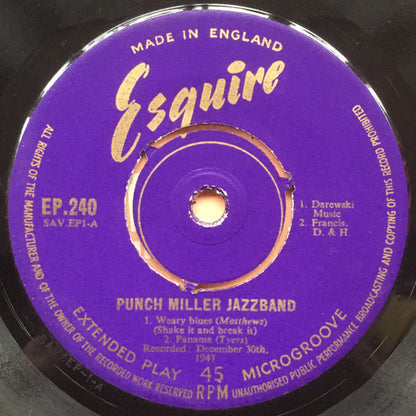 MADE IN ENGLAND
Esquire
ALL RIGHTS OF THE MANUFACTURER AND OF THE OWNER OF THE RECORDED WORK RESERVED
UNAUTHORISED PUBLIC PERFORMANCE BROADCASTING AND COPYING OF THIS RECORD PROHIBITED
EP.240
SAV.EP1-A
1. Darewski
Music
2. Francis,
D. & H
PUNCH MILLER JAZZBAND
1. Weary blues (Matthews)
(Shake it and break it)
2. Panama (Tyers)
Recorded: December 30th,
1947
EXTENDED PLAY 45 MICROGROOVE
RPM